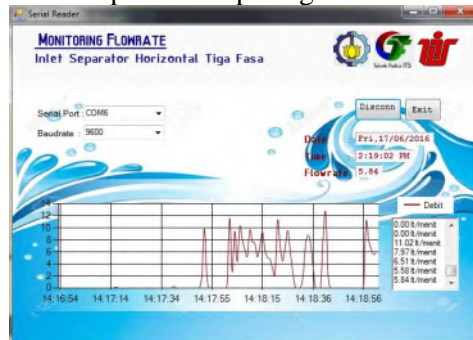 Serial Reader
MONITORING FLOWRATE
Inlet Separator Horizontal Tiga Fasa
Teknik Fisika ITS
Serial Port : COM6
Baudrate : 9600
Disconn
Exit
Date
Fri,17/06/2016
Time
2:19:02 PM
Flowrate
5.84
Debit
14
12
10
8
6
4
2
0
14:16:54 14:17:14 14:17:34 14:17:55 14:18:15 14:18:36 14:18:56
0.00 lt./menit
0.00 lt./menit
11.02 lt./menit
7.97 lt./menit
6.51 lt./menit
5.58 lt./menit
5.84 lt./menit